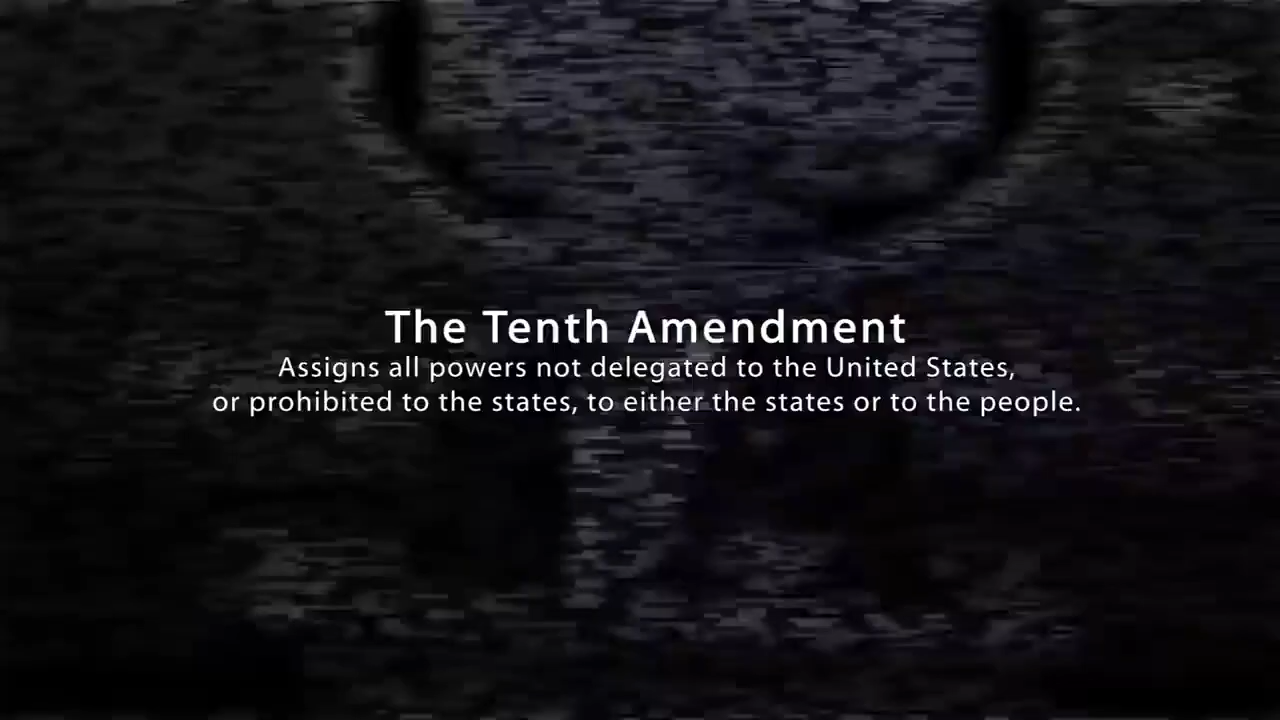 The Tenth Amendment
Assigns all powers not delegated to the United States,
or prohibited to the states, to either the states or to the people.